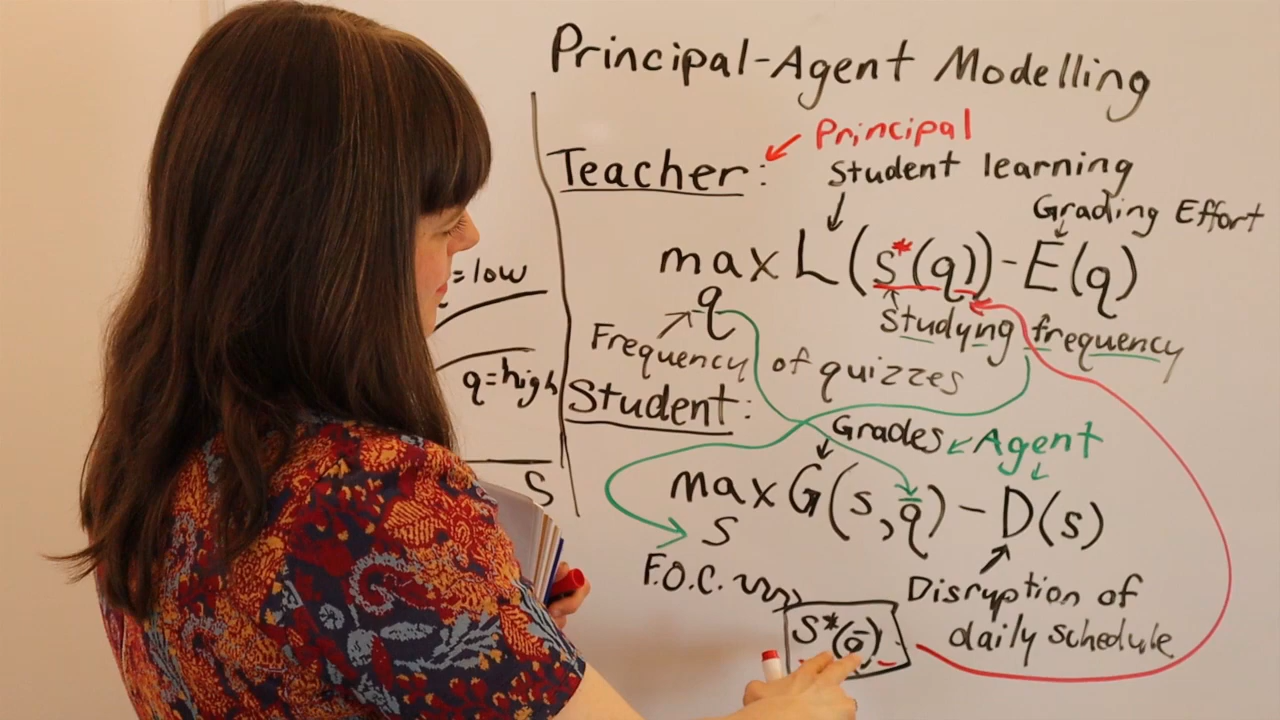 Principal-Agent Modelling
Principal
Teacher:
Student learning
Grading Effort
max L(s*(q)) - E(q)
q
Studying frequency
Frequency of quizzes
= low
q=high
S
Student:
Grades
Agent
max G(s, q̄) - D(s)
s
F.O.C.
Disruption of
daily schedule
S*(q̄)